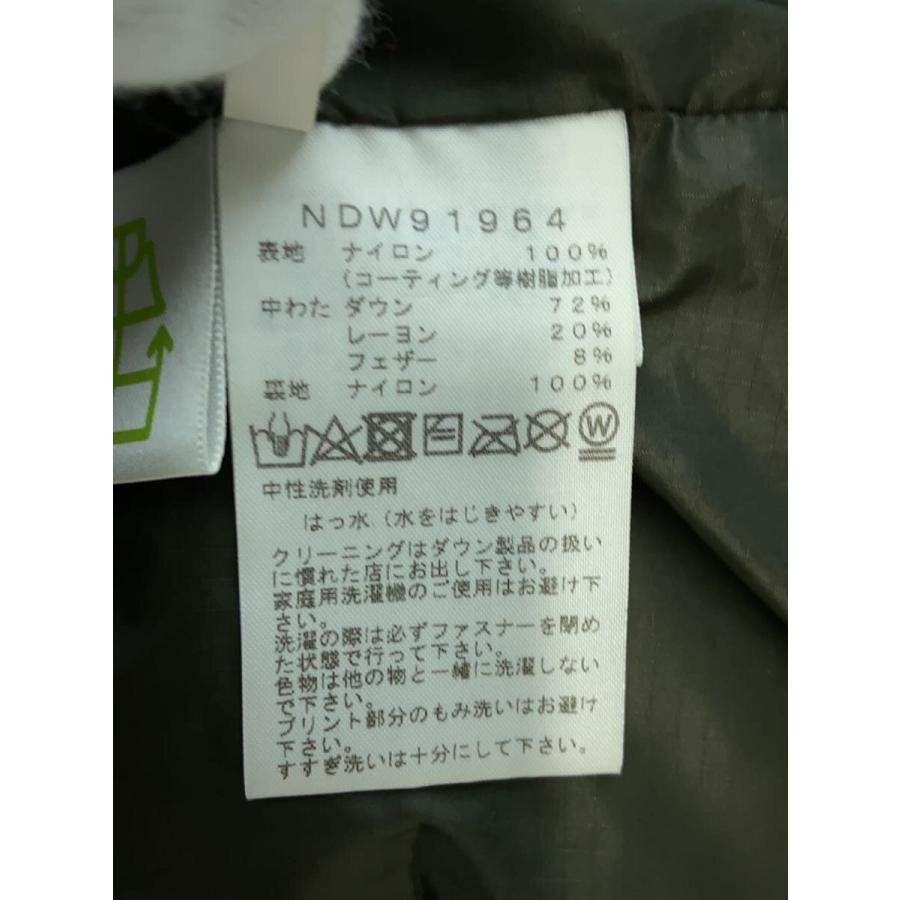 NDW91964
表地 ナイロン 100%
(コーティング等樹脂加工)
中わた ダウン 72%
レーヨン 20%
フェザー 8%
裏地 ナイロン 100%
W
中性洗剤使用
はっ水（水をはじきやすい）
クリーニングはダウン製品の扱い
に慣れた店にお出し下さい。
家庭用洗濯機のご使用はお避け下
さい。
洗濯の際は必ずファスナーを閉め
た状態で行って下さい。
色物は他の物と一緒に洗濯しない
で下さい。
プリント部分のもみ洗いはお避け
下さい。
すすぎ洗いは十分にして下さい。